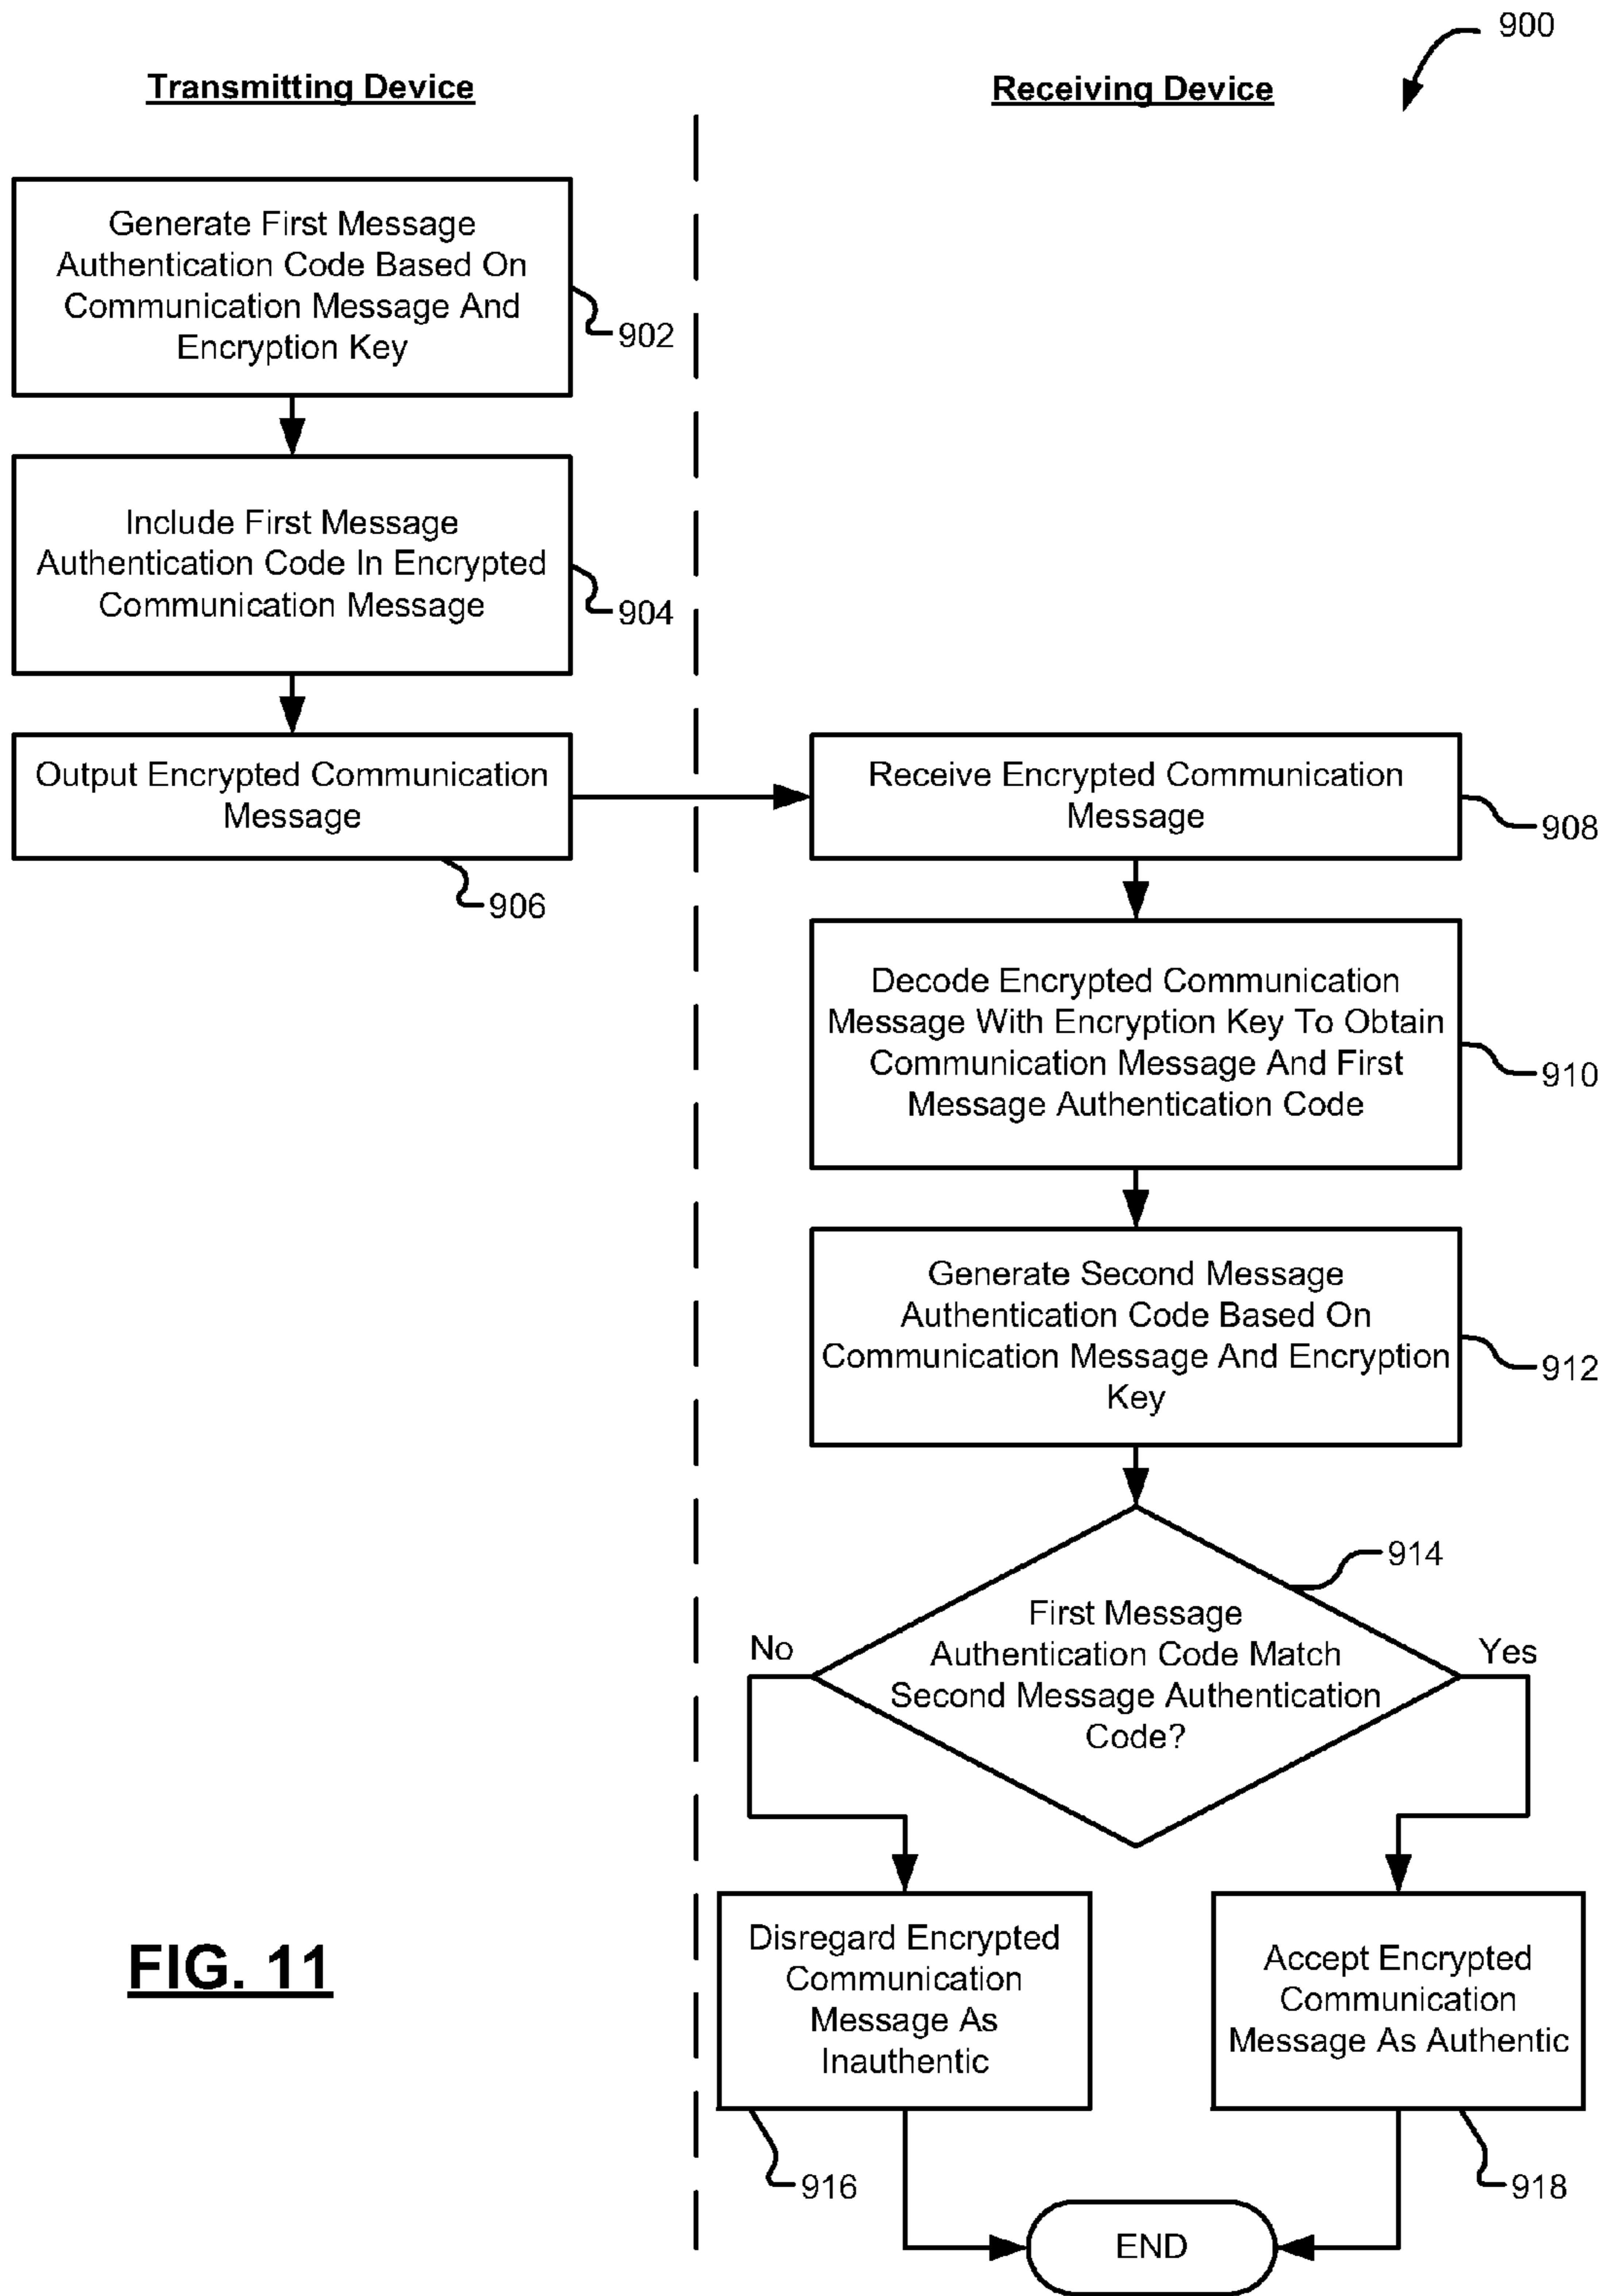 900
Transmitting Device
Receiving Device
Generate First Message
Authentication Code Based On
Communication Message And
Encryption Key
902
Include First Message
Authentication Code In Encrypted
Communication Message
904
Output Encrypted Communication
Message
906
Receive Encrypted Communication
Message
908
Decode Encrypted Communication
Message With Encryption Key To Obtain
Communication Message And First
Message Authentication Code
910
Generate Second Message
Authentication Code Based On
Communication Message And Encryption
Key
912
914
First Message
Authentication Code Match
Second Message Authentication
Code?
No
Yes
Disregard Encrypted
Communication
Message As
Inauthentic
916
Accept Encrypted
Communication
Message As Authentic
918
END
FIG. 11